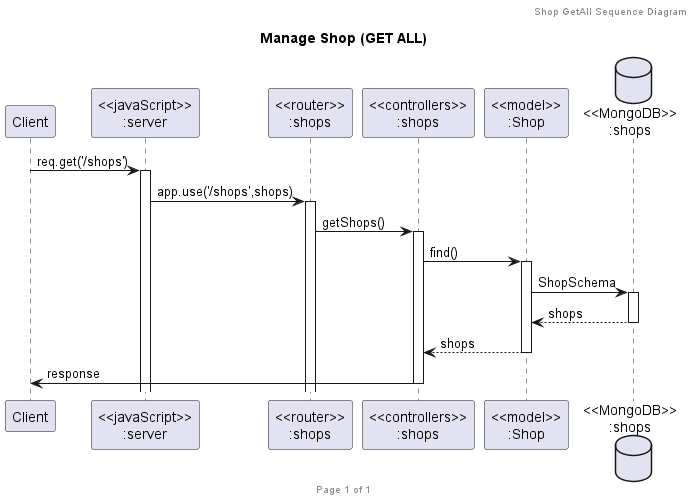 Shop GetAll Sequence Diagram
Manage Shop (GET ALL)
Client
<<javaScript>>
:server
<<router>>
:shops
<<controllers>>
:shops
<<model>>
:Shop
<<MongoDB>>
:shops
req.get('/shops')
app.use('/shops',shops)
getShops()
find()
ShopSchema
shops
shops
response
Client
<<javaScript>>
:server
<<router>>
:shops
<<controllers>>
:shops
<<model>>
:Shop
<<MongoDB>>
:shops
Page 1 of 1